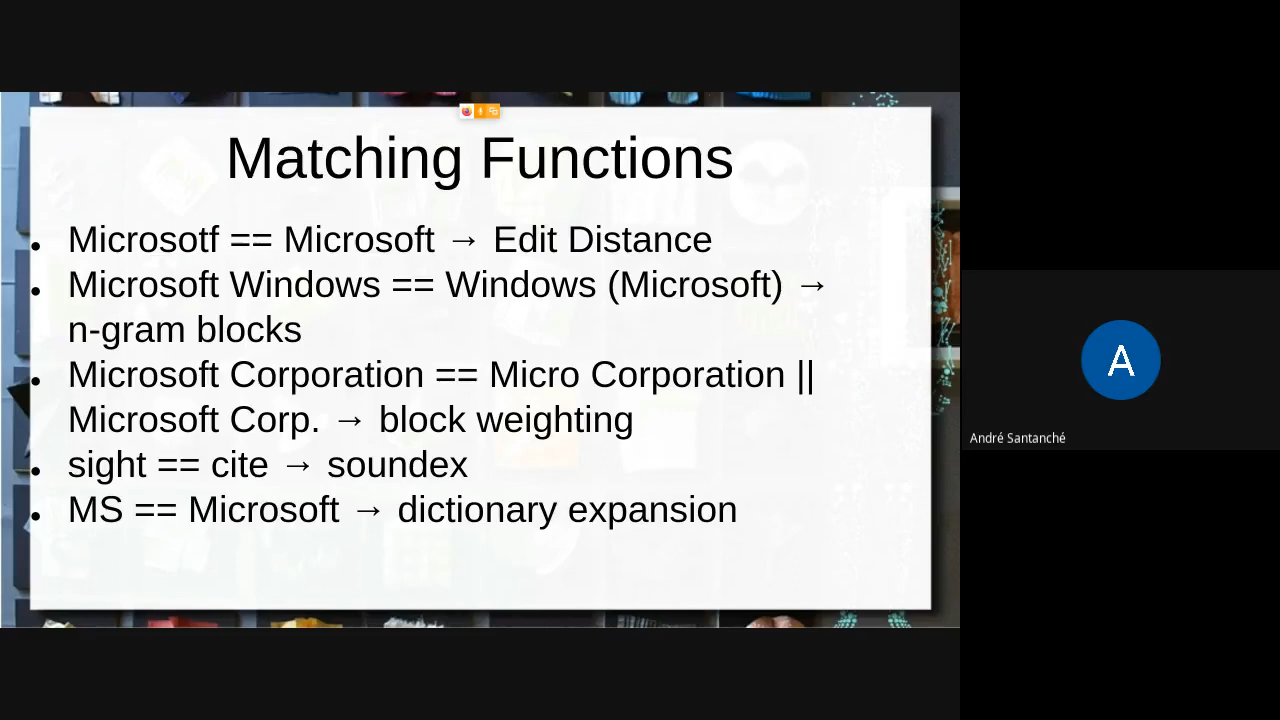 Matching Functions
• Microsotf == Microsoft → Edit Distance
• Microsoft Windows == Windows (Microsoft) →
n-gram blocks
• Microsoft Corporation == Micro Corporation ||
Microsoft Corp. → block weighting
• sight == cite → soundex
• MS == Microsoft → dictionary expansion
A
André Santanché